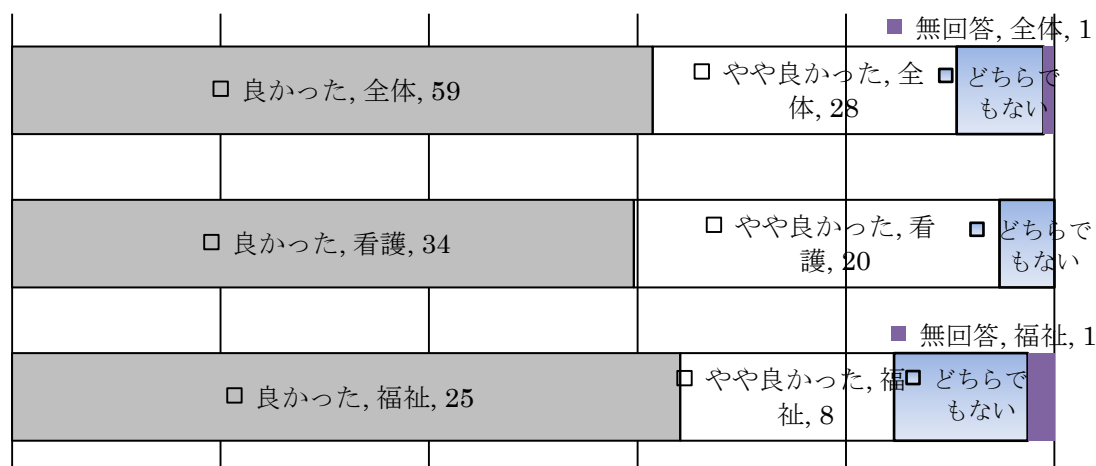 無回答, 全体, 1
良かった, 全体, 59
やや良かった, 全
体, 28
どちらで
もない
良かった, 看護, 34
やや良かった, 看
護, 20
どちらで
もない
無回答, 福祉, 1
良かった, 福祉, 25
やや良かった, 福
祉, 8
どちらで
もない